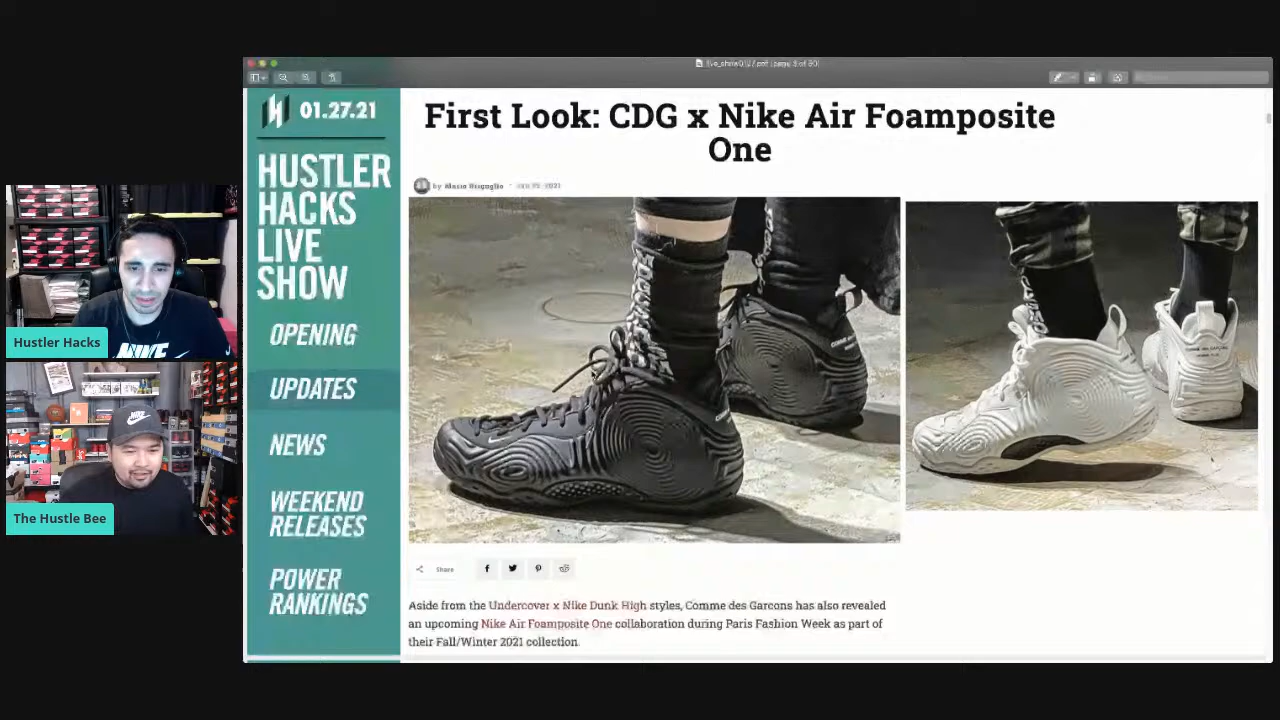 01.27.21
HUSTLER
HACKS
LIVE
SHOW
OPENING
UPDATES
NEWS
WEEKEND
RELEASES
POWER
RANKINGS
Hustler Hacks
NIKE
The Hustle Bee
First Look: CDG x Nike Air Foamposite
One
by
Share
Aside from the Undercover x Nike Dunk High styles, Comme des Garcons has also revealed
an upcoming Nike Air Foamposite One collaboration during Paris Fashion Week as part of
their Fall/Winter 2021 collection.